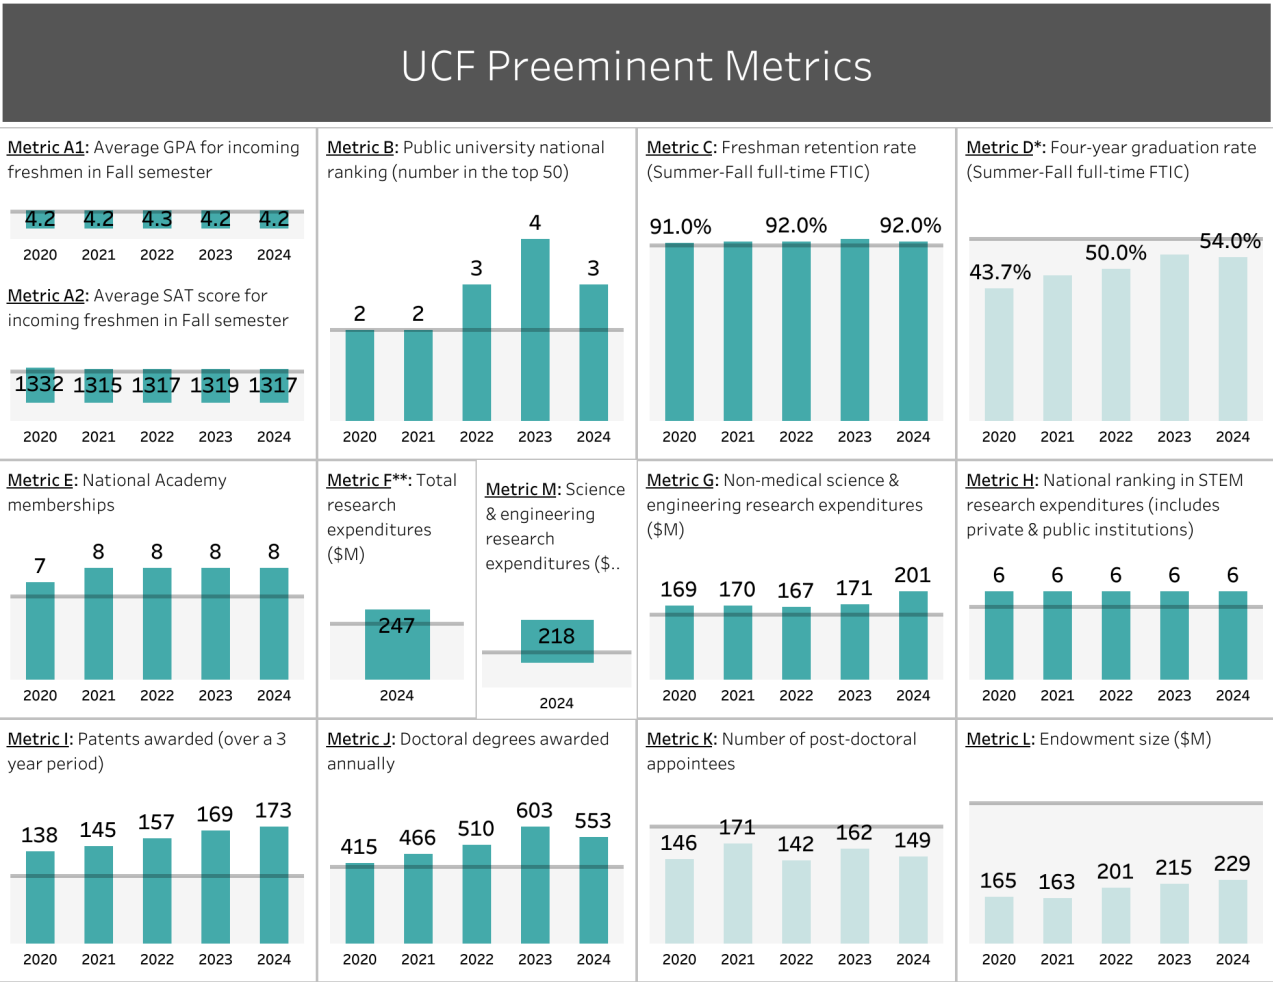 UCF Preeminent Metrics
Metric A1: Average GPA for incoming
freshmen in Fall semester
4.2 4.2 4.3 4.2 4.2
2020 2021 2022 2023 2024
Metric A2: Average SAT score for
incoming freshmen in Fall semester
1332 1315 1317 1319 1317
2020 2021 2022 2023 2024
Metric B: Public university national
ranking (number in the top 50)
2 2 3 4 3
2020 2021 2022 2023 2024
Metric C: Freshman retention rate
(Summer-Fall full-time FTIC)
91.0% 92.0% 92.0%
2020 2021 2022 2023 2024
Metric D*: Four-year graduation rate
(Summer-Fall full-time FTIC)
43.7% 50.0% 54.0%
2020 2021 2022 2023 2024
Metric E: National Academy
memberships
7 8 8 8 8
2020 2021 2022 2023 2024
Metric F**: Total
research
expenditures
($M)
247
2024
Metric M: Science
& engineering
research
expenditures ($..
218
2024
Metric G: Non-medical science &
engineering research expenditures
($M)
169 170 167 171 201
2020 2021 2022 2023 2024
Metric H: National ranking in STEM
research expenditures (includes
private & public institutions)
6 6 6 6 6
2020 2021 2022 2023 2024
Metric I: Patents awarded (over a 3
year period)
138 145 157 169 173
2020 2021 2022 2023 2024
Metric J: Doctoral degrees awarded
annually
415 466 510 603 553
2020 2021 2022 2023 2024
Metric K: Number of post-doctoral
appointees
146 171 142 162 149
2020 2021 2022 2023 2024
Metric L: Endowment size ($M)
165 163 201 215 229
2020 2021 2022 2023 2024